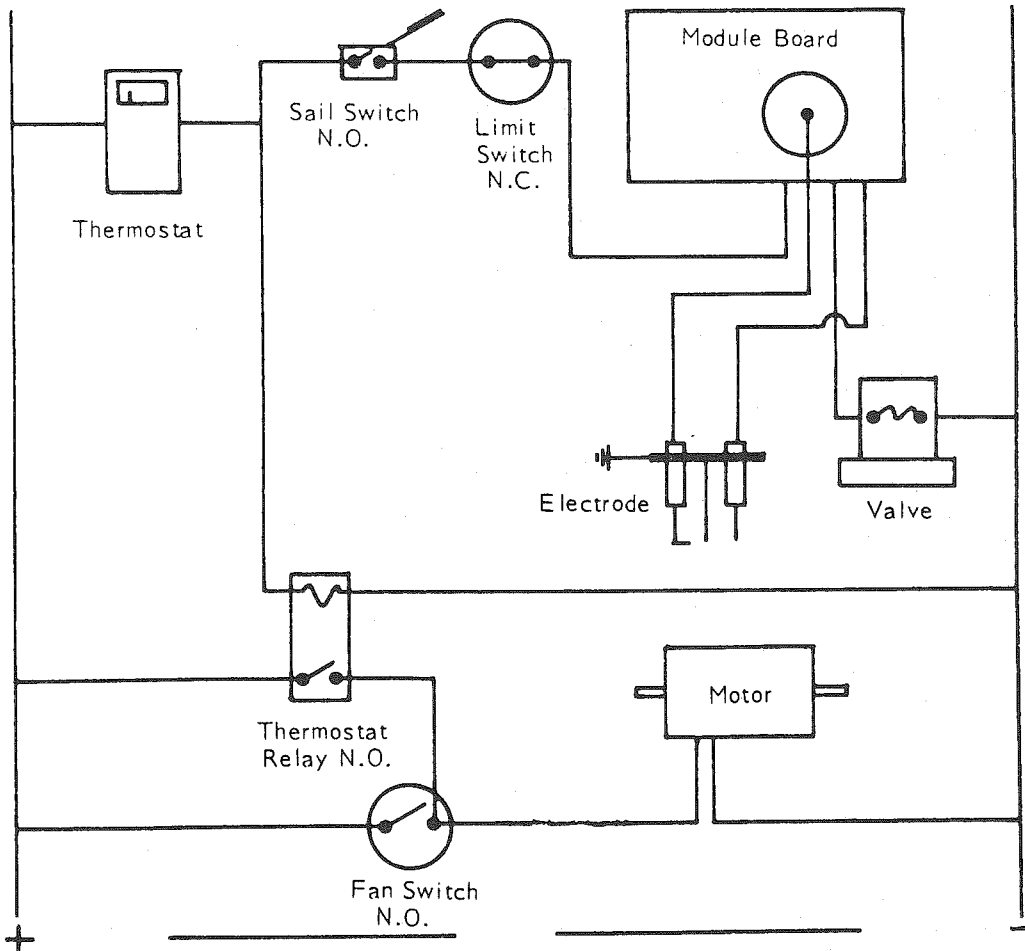 Module Board
Sail Switch
N.O.
Limit
Switch
N.C.
Thermostat
Electrode
Valve
Motor
Thermostat
Relay N.O.
Fan Switch
N.O.
+ -